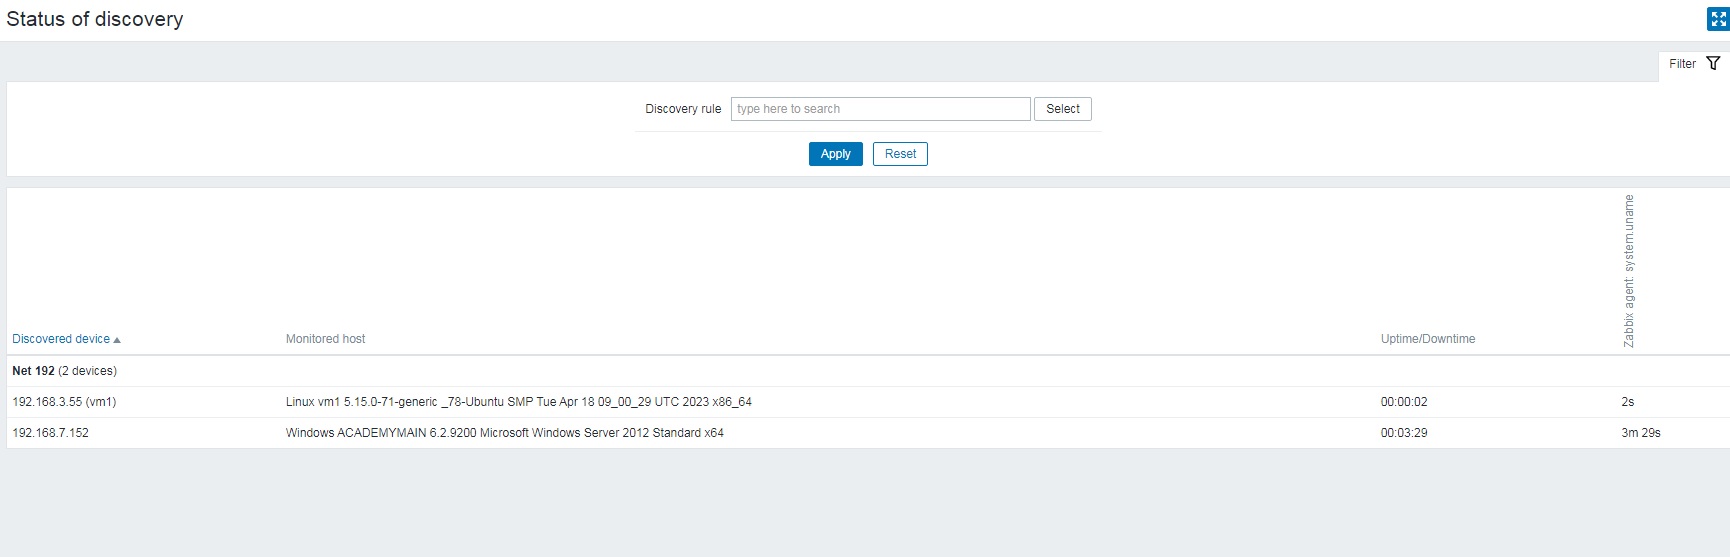 Status of discovery
Filter
Discovery rule type here to search Select
Apply Reset
Discovered device Monitored host Uptime/Downtime Zabbix agent: system.uname
Net 192 (2 devices)
192.168.3.55 (vm1) Linux vm1 5.15.0-71-generic _78-Ubuntu SMP Tue Apr 18 09_00_29 UTC 2023 x86_64 00:00:02 2s
192.168.7.152 Windows ACADEMYMAIN 6.2.9200 Microsoft Windows Server 2012 Standard x64 00:03:29 3m 29s